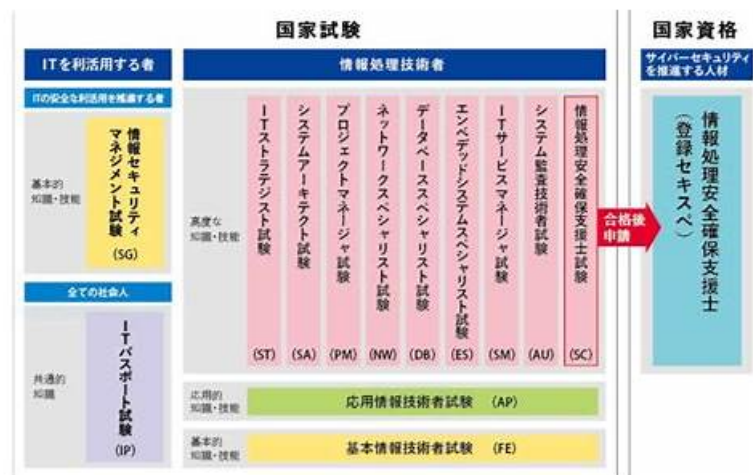 国家試験
国家資格
ITを利活用する者
情報処理技術者
サイバーセキュリティ
を推進する人材
ITの安全な利活用を推進する者
基本的
知識・技能
情報セキュリティ
マネジメント試験
(SG)
全ての社会人
共通的
知識
ITパスポート試験
(IP)
高度な
知識・技能
ITストラテジスト試験
(ST)
システムアーキテクト試験
(SA)
プロジェクトマネージャ試験
(PM)
ネットワークスペシャリスト試験
(NW)
データベーススペシャリスト試験
(DB)
エンベデッドシステムスペシャリスト試験
(ES)
ITサービスマネージャ試験
(SM)
システム監査技術者試験
(AU)
情報処理安全確保支援士試験
(SC)
合格後
申請
情報処理安全確保支援士
(登録セキスペ)
応用的
知識・技能
応用情報技術者試験 (AP)
基本的
知識・技能
基本情報技術者試験 (FE)